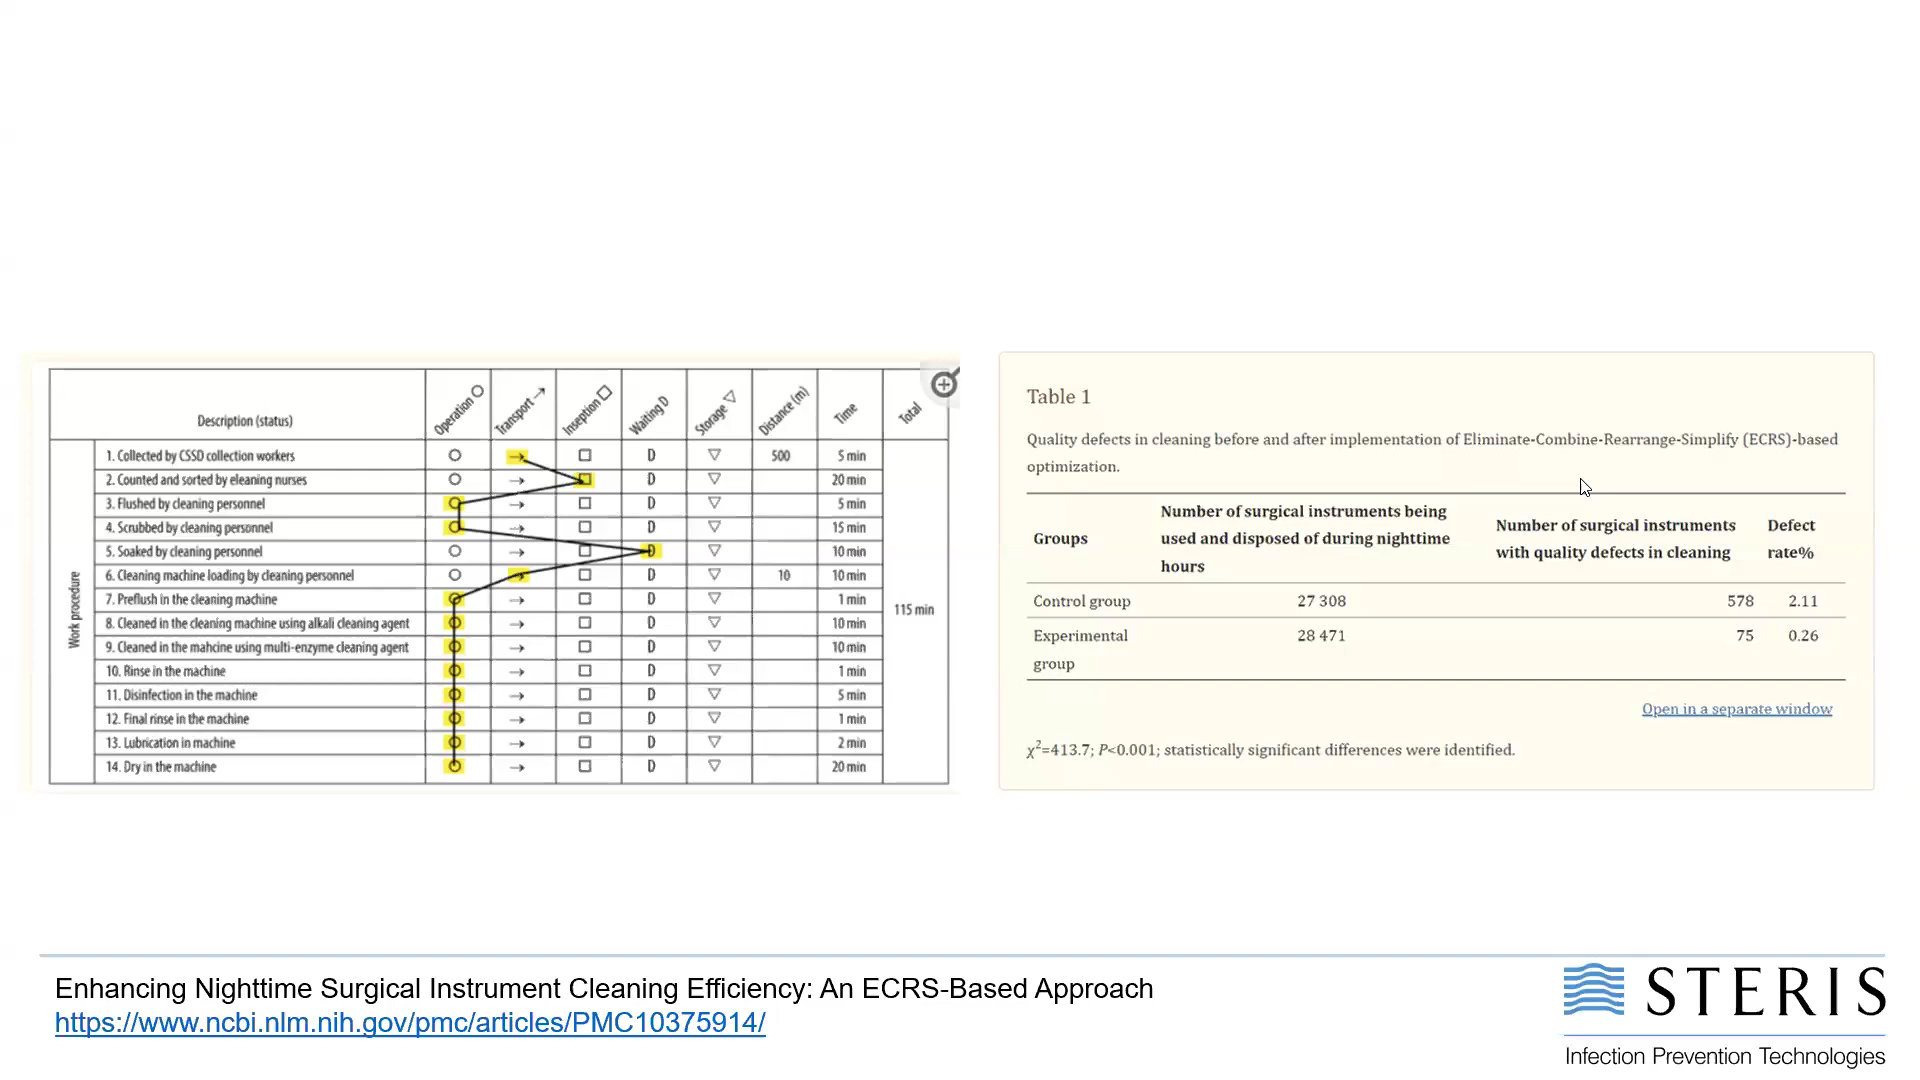 Description (status) Operation Transport Inseption Waiting D Storage Distance (m) Time Total
Work procedure
1. Collected by CSSD collection workers D 500 5 min
2. Counted and sorted by eleaning nurses D 20 min
3. Flushed by cleaning personnel D 5 min
4. Scrubbed by cleaning personnel D 15 min
5. Soaked by cleaning personnel D 10 min
6. Cleaning machine loading by cleaning personnel D 10 10 min
7. Preflush in the cleaning machine D 1 min
115 min
8. Cleaned in the cleaning machine using alkali cleaning agent D 10 min
9. Cleaned in the mahcine using multi-enzyme cleaning agent D 10 min
10. Rinse in the machine D 1 min
11. Disinfection in the machine D 5 min
12. Final rinse in the machine D 1 min
13. Lubrication in machine D 2 min
14. Dry in the machine D 20 min
Table 1
Quality defects in cleaning before and after implementation of Eliminate-Combine-Rearrange-Simplify (ECRS)-based
optimization.
Groups
Number of surgical instruments being
used and disposed of during nighttime
hours
Number of surgical instruments
with quality defects in cleaning
Defect
rate%
Control group 27 308 578 2.11
Experimental 28 471 75 0.26
group
Open in a separate window
χ²=413.7; P<0.001; statistically significant differences were identified.
Enhancing Nighttime Surgical Instrument Cleaning Efficiency: An ECRS-Based Approach
https://www.ncbi.nlm.nih.gov/pmc/articles/PMC10375914/
STERIS
Infection Prevention Technologies